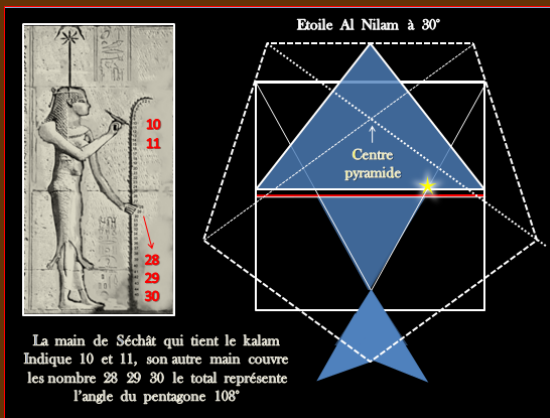 Etoile Al Nilam à 30°
10
11
28
29
30
Centre
pyramide
La main de Séchât qui tient le kalam
Indique 10 et 11, son autre main couvre
les nombre 28 29 30 le total représente
l'angle du pentagone 108°